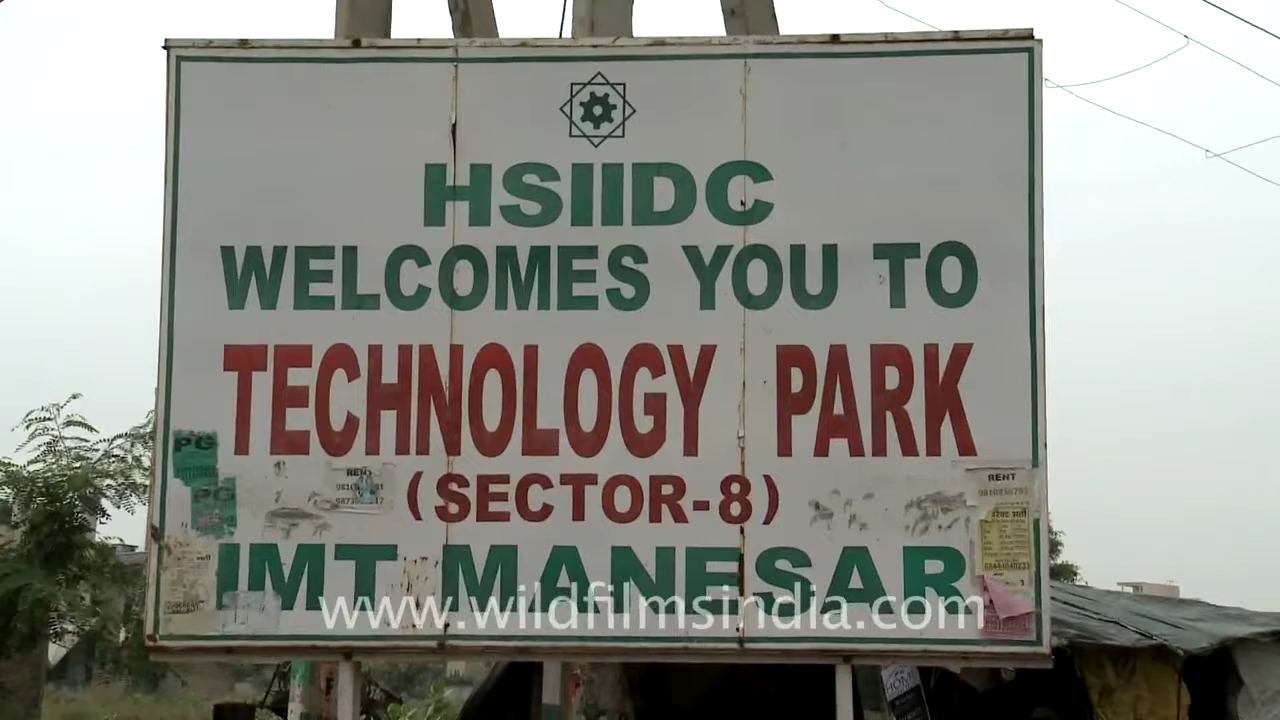 HSIIDC
WELCOMES YOU TO
TECHNOLOGY PARK
(SECTOR-8)
IMT MANESAR
www.wildfilmsindia.com
PG
PG
RENT
RENT